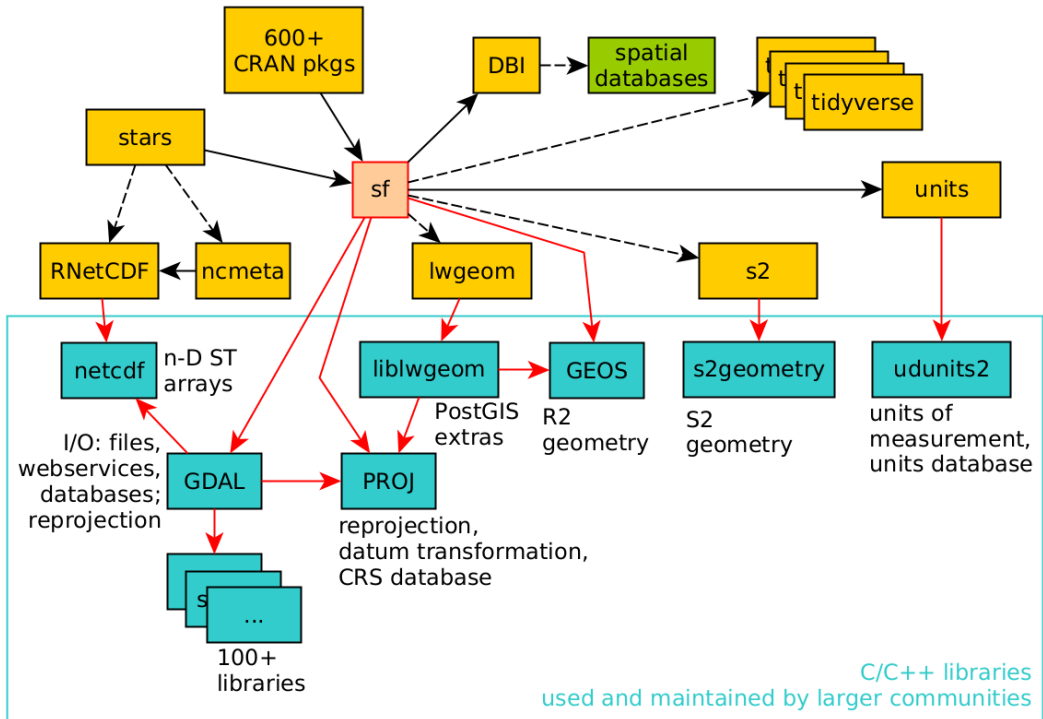 600+
CRAN pkgs
DBI
spatial
databases
t
t
t
tidyverse
stars
sf
units
RNetCDF
ncmeta
lwgeom
s2
netcdf
n-D ST
arrays
liblwgeom
GEOS
s2geometry
udunits2
PostGIS
extras
R2
geometry
S2
geometry
units of
measurement,
units database
I/O: files,
webservices,
databases;
reprojection
GDAL
PROJ
reprojection,
datum transformation,
CRS database
s
...
100+
libraries
C/C++ libraries
used and maintained by larger communities